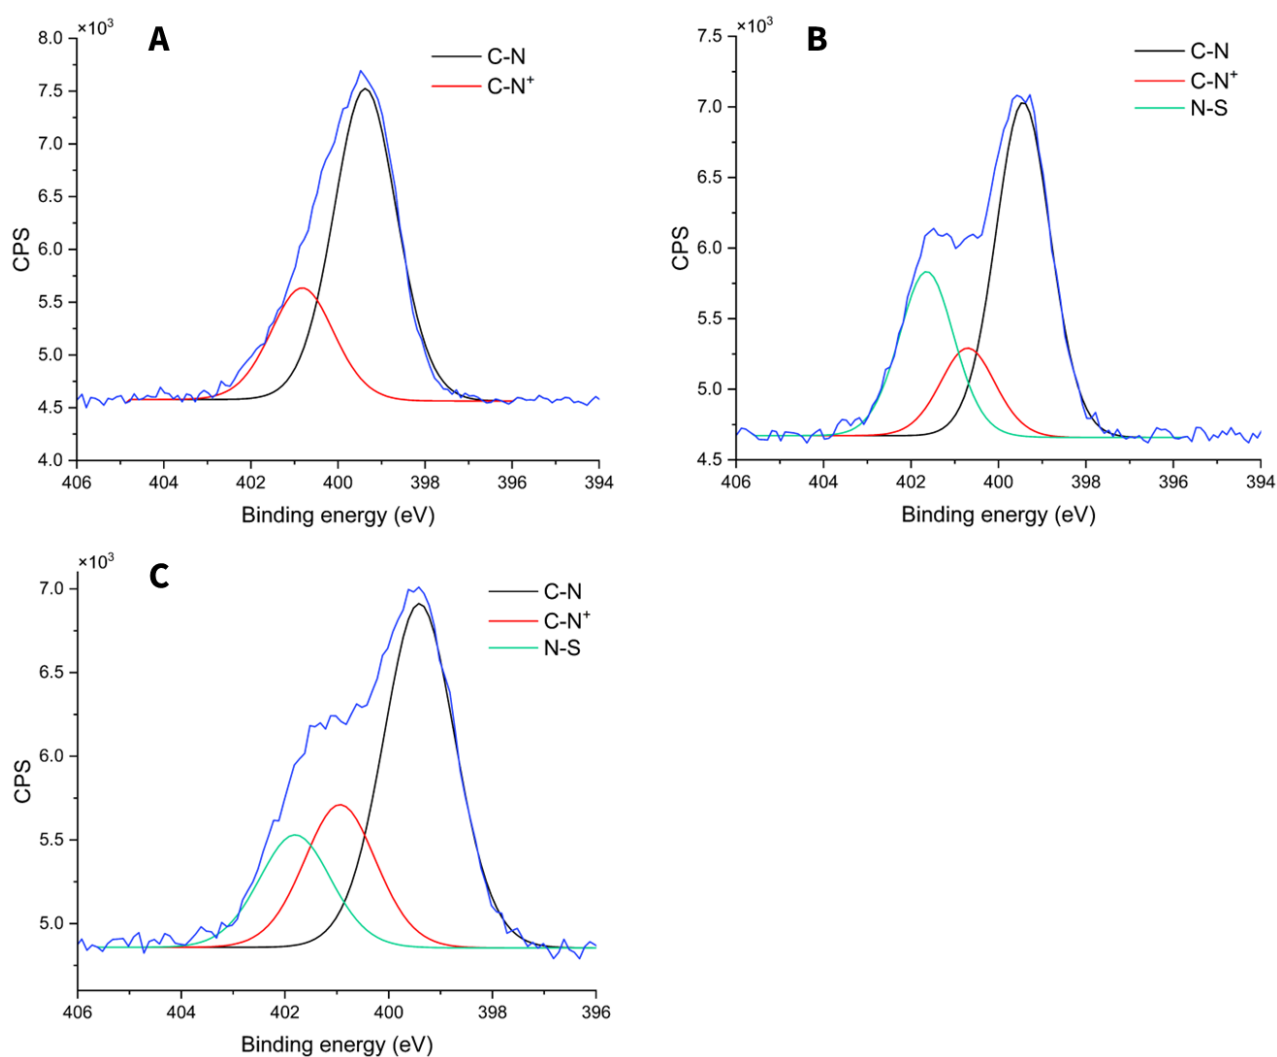 ×10³
A
C-N
C-N⁺
8.0
7.5
7.0
6.5
6.0
5.5
5.0
4.5
4.0
CPS
406 404 402 400 398 396 394
Binding energy (eV)
×10³
B
C-N
C-N⁺
N-S
7.5
7.0
6.5
6.0
5.5
5.0
4.5
CPS
406 404 402 400 398 396 394
Binding energy (eV)
×10³
C
C-N
C-N⁺
N-S
7.0
6.5
6.0
5.5
5.0
CPS
406 404 402 400 398 396
Binding energy (eV)